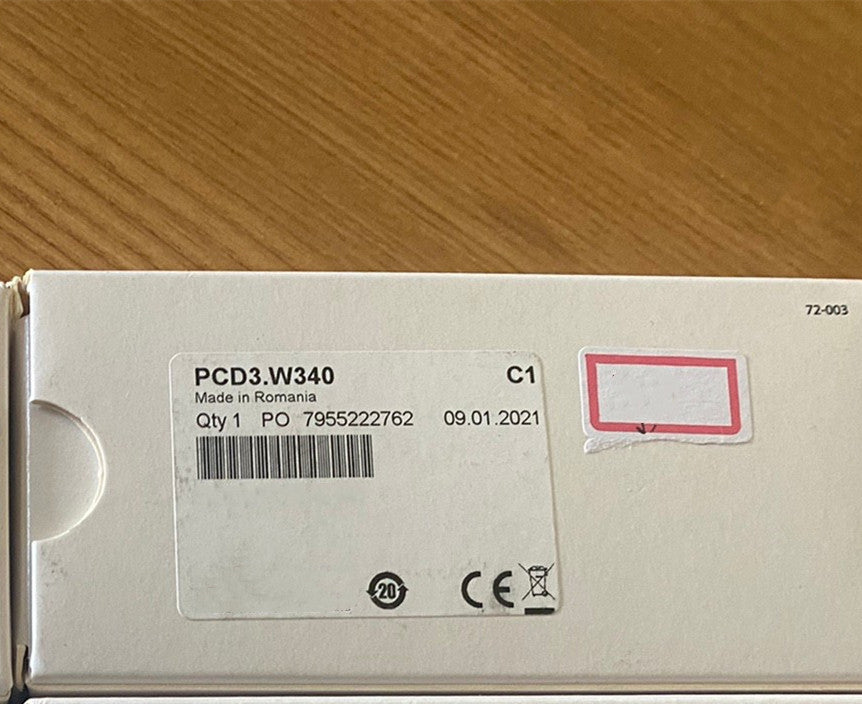 72-003
PCD3.W340 C1
Made in Romania
Qty 1 PO 7955222762 09.01.2021
20
CE